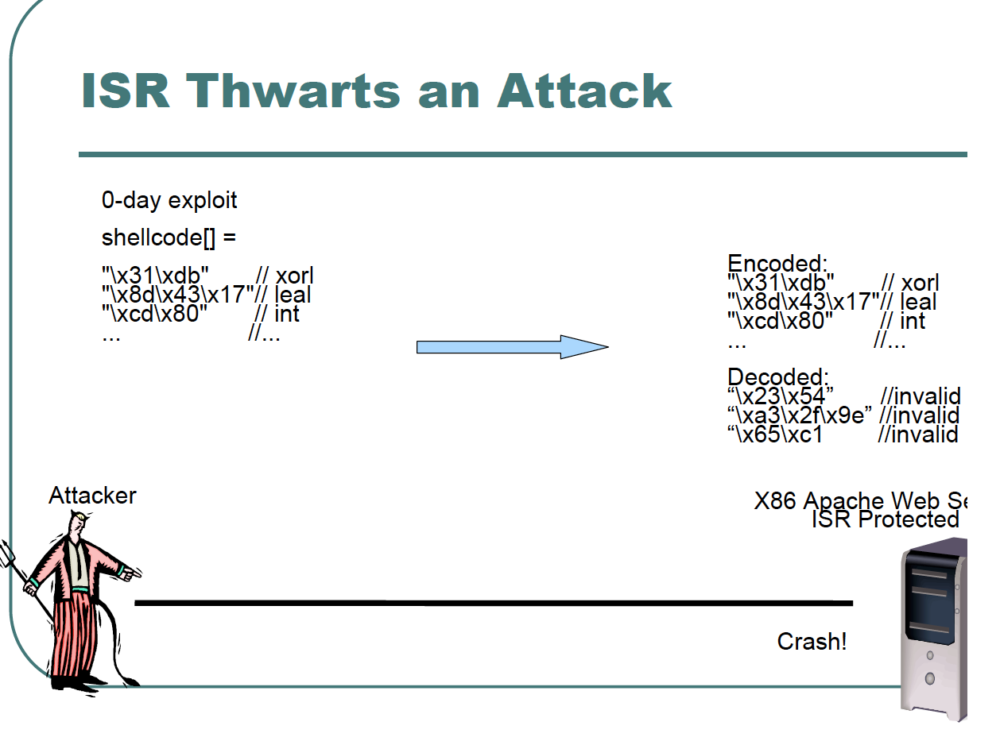 ISR Thwarts an Attack
0-day exploit
shellcode[] =
"\x31\xdb" // xorl
"\x8d\x43\x17"// leal
"\xcd\x80" // int
... //...
Encoded:
"\x31\xdb" // xorl
"\x8d\x43\x17"// leal
"\xcd\x80" // int
... //...
Decoded:
“\x23\x54” //invalid
“\xa3\x2f\x9e” //invalid
“\x65\xc1 //invalid
Attacker
X86 Apache Web
ISR Protected
Crash!